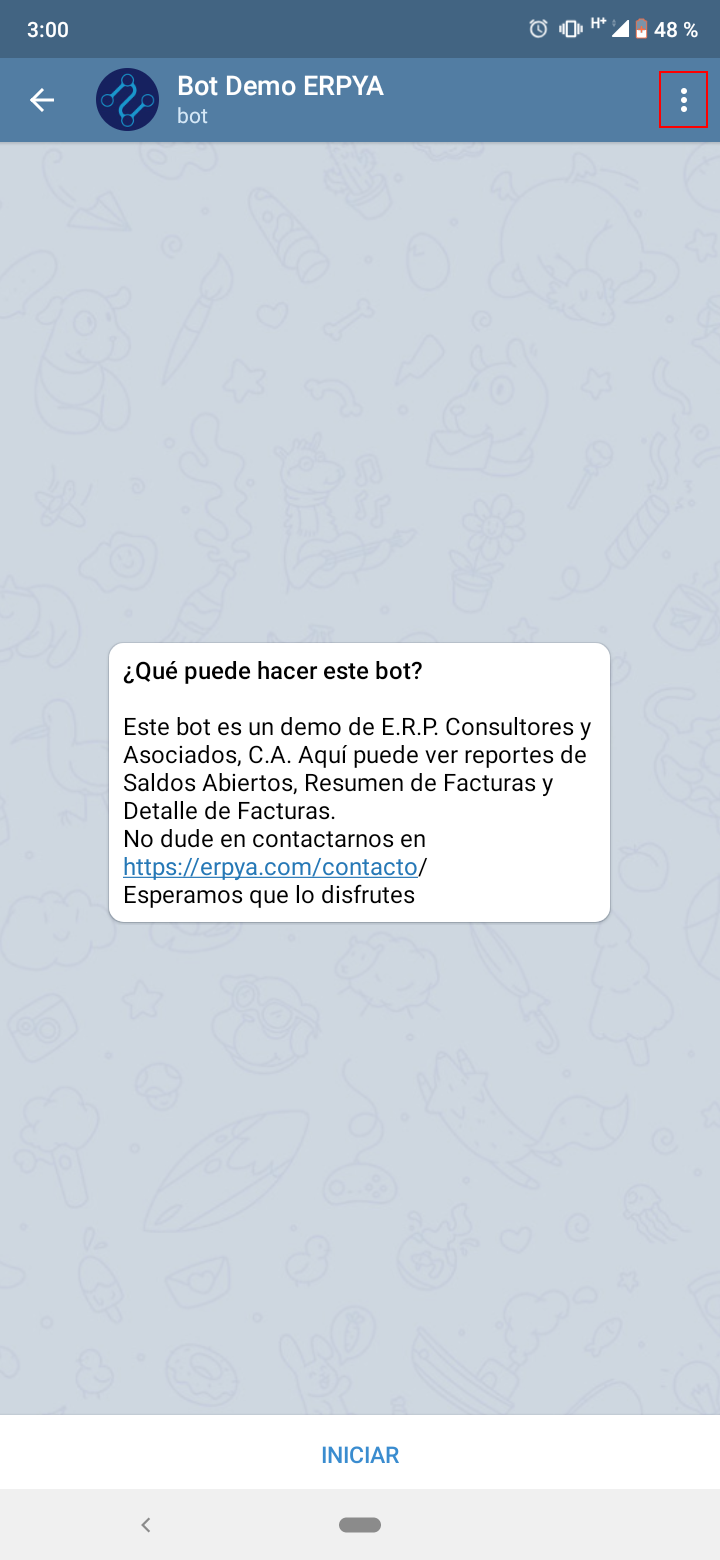 3:00
H+
48 %
Bot Demo ERPYA
bot
¿Qué puede hacer este bot?
Este bot es un demo de E.R.P. Consultores y
Asociados, C.A. Aquí puede ver reportes de
Saldos Abiertos, Resumen de Facturas y
Detalle de Facturas.
No dude en contactarnos en
https://erpya.com/contacto/
Esperamos que lo disfrutes
INICIAR